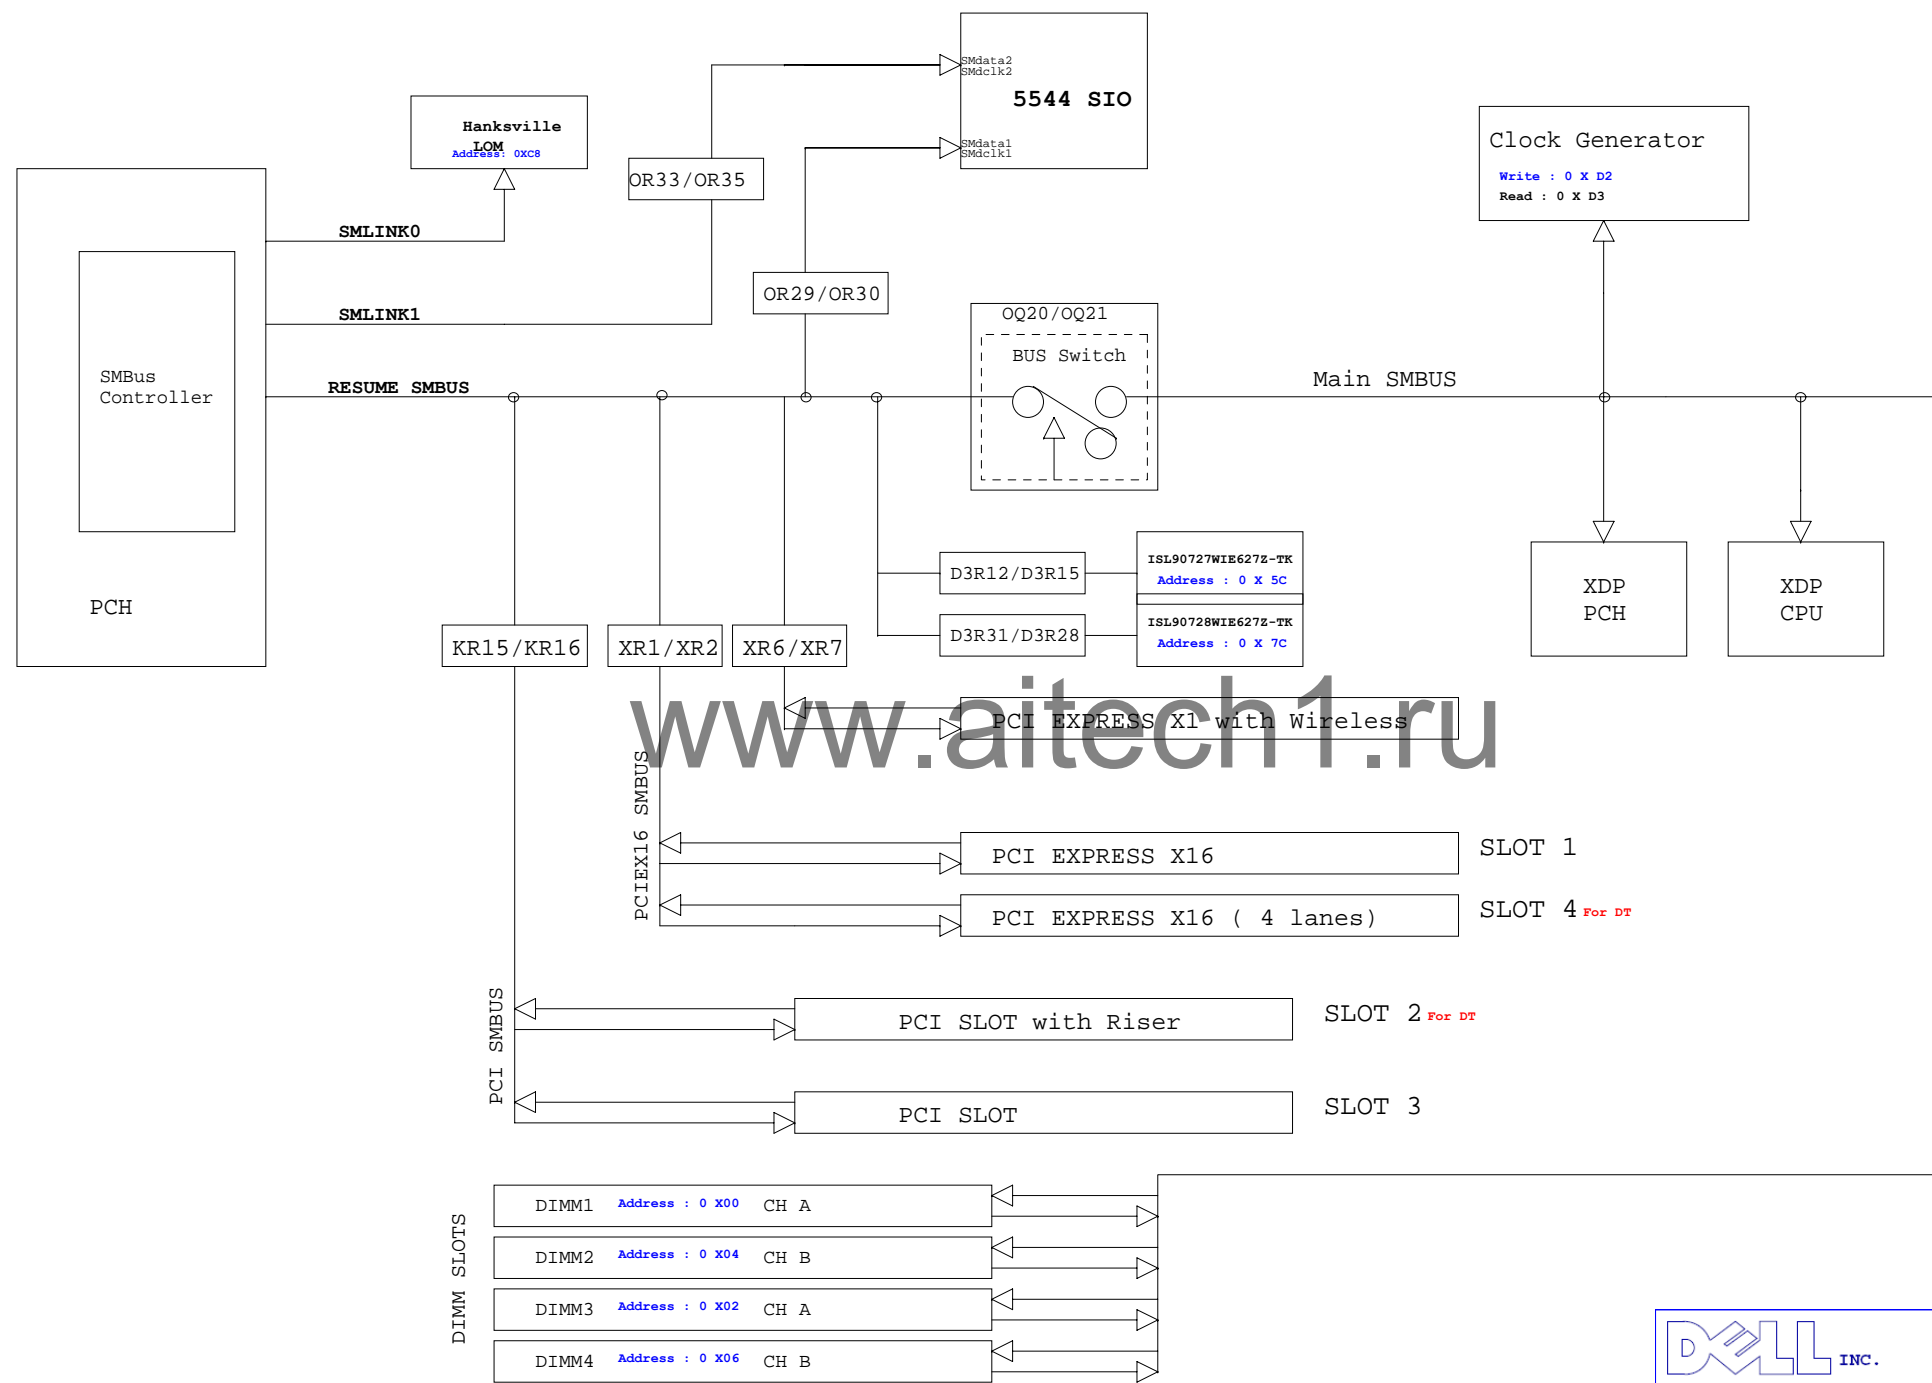 SMdata2
SMdclk2
5544 SIO
SMdata1
SMdclk1
Hanksville
LOM
Address: 0XC8
OR33/OR35
Clock Generator
Write : 0 X D2
Read : 0 X D3
SMLINK0
OR29/OR30
SMLINK1
OQ20/OQ21
BUS Switch
SMBus
Controller
RESUME SMBUS
Main SMBUS
PCH
D3R12/D3R15
ISL90727WIE627Z-TK
Address : 0 X 5C
D3R31/D3R28
ISL90728WIE627Z-TK
Address : 0 X 7C
XDP
PCH
XDP
CPU
KR15/KR16
XR1/XR2
XR6/XR7
www.aitech1.ru
PCI EXPRESS X1 with Wireless
PCIEX16 SMBUS
PCI EXPRESS X16
SLOT 1
PCI EXPRESS X16 ( 4 lanes)
SLOT 4 For DT
PCI SMBUS
PCI SLOT with Riser
SLOT 2 For DT
PCI SLOT
SLOT 3
DIMM SLOTS
DIMM1 Address : 0 X00 CH A
DIMM2 Address : 0 X04 CH B
DIMM3 Address : 0 X02 CH A
DIMM4 Address : 0 X06 CH B
DELL INC.